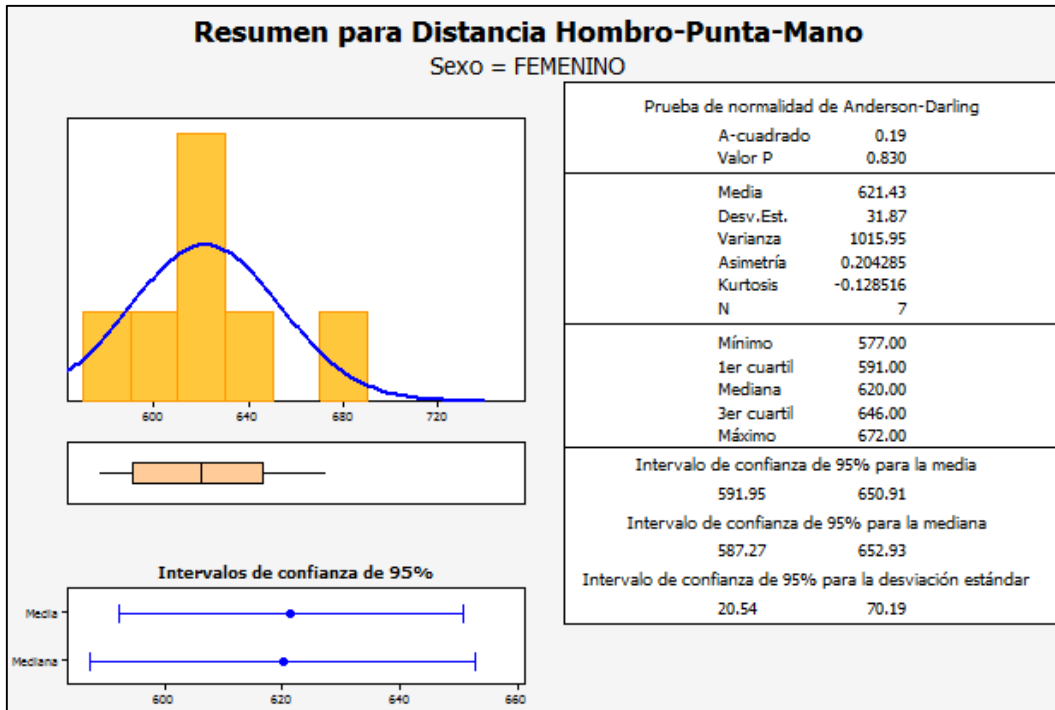 Resumen para Distancia Hombro-Punta-Mano
Sexo = FEMENINO
600 640 680 720
Intervalos de confianza de 95%
Media
Mediana
600 620 640 660
Prueba de normalidad de Anderson-Darling
A-cuadrado 0.19
Valor P 0.830
Media 621.43
Desv.Est. 31.87
Varianza 1015.95
Asimetría 0.204285
Kurtosis -0.128516
N 7
Mínimo 577.00
1er cuartil 591.00
Mediana 620.00
3er cuartil 646.00
Máximo 672.00
Intervalo de confianza de 95% para la media
591.95 650.91
Intervalo de confianza de 95% para la mediana
587.27 652.93
Intervalo de confianza de 95% para la desviación estándar
20.54 70.19